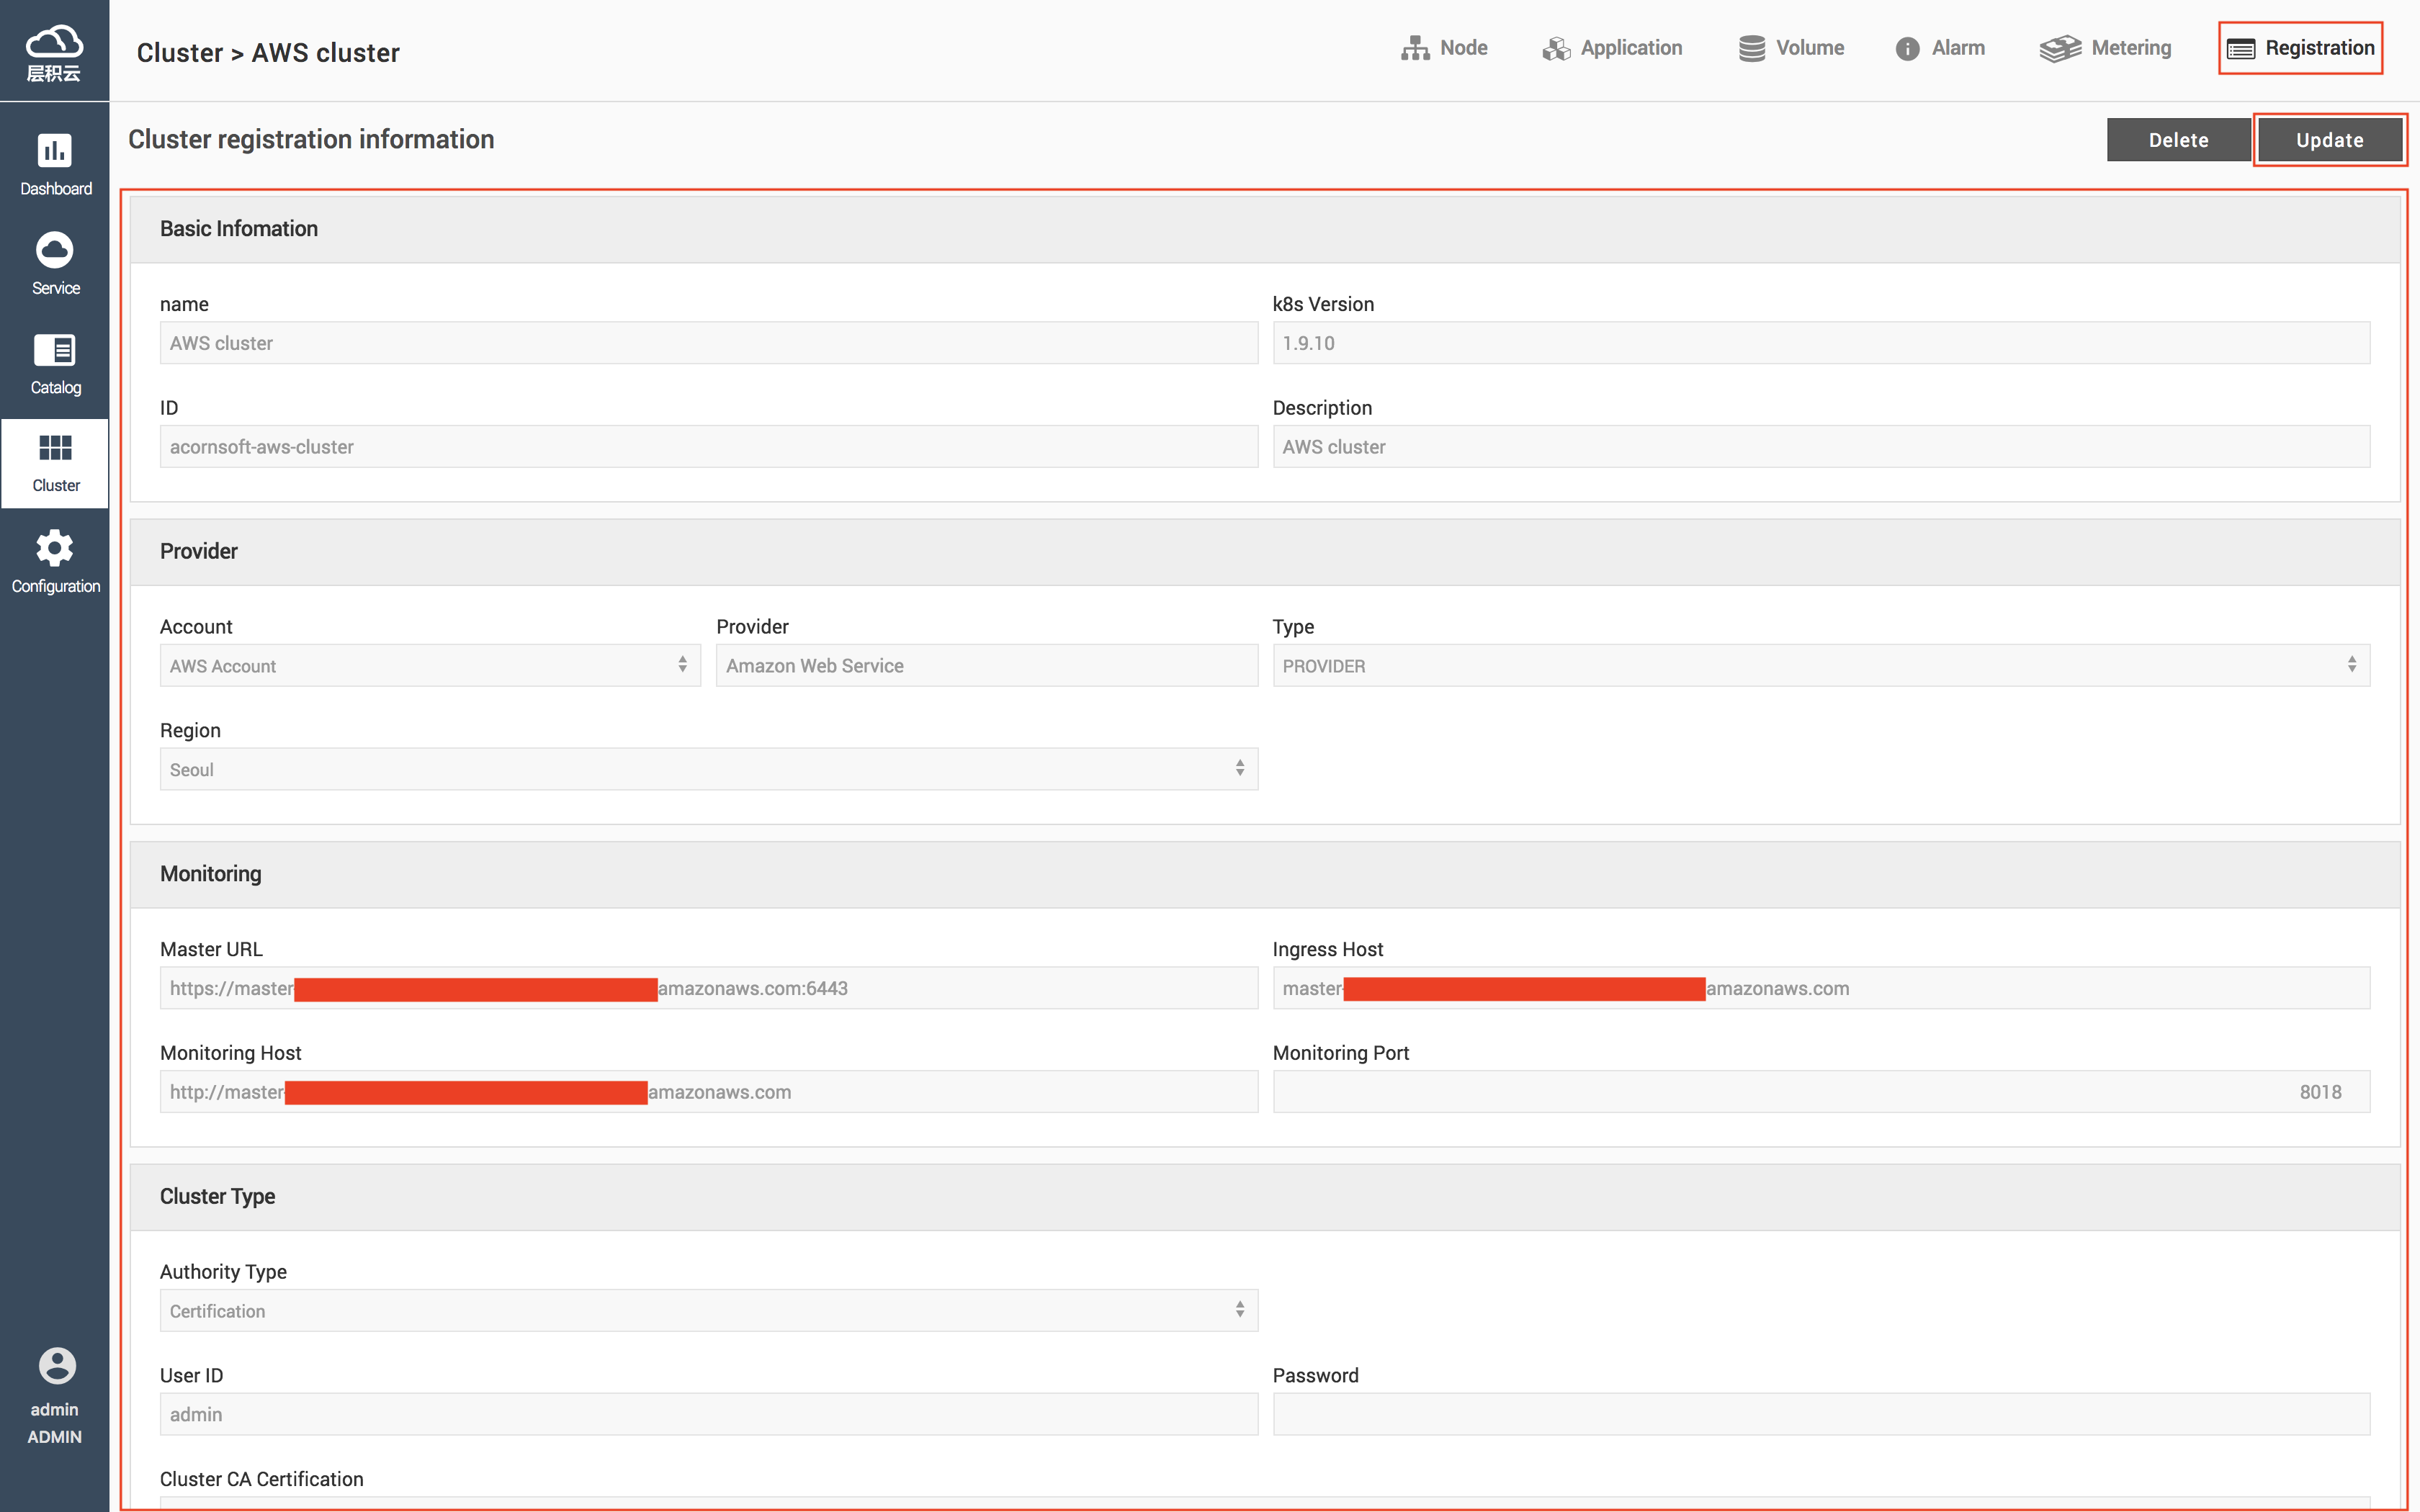 层积云
Cluster > AWS cluster
Node
Application
Volume
Alarm
Metering
Registration
Dashboard
Service
Catalog
Cluster
Configuration
admin
ADMIN
Cluster registration information
Delete
Update
Basic Infomation
name
k8s Version
AWS cluster
1.9.10
ID
Description
acornsoft-aws-cluster
AWS cluster
Provider
Account
Provider
Type
AWS Account
Amazon Web Service
PROVIDER
Region
Seoul
Monitoring
Master URL
Ingress Host
https://master- amazonaws.com:6443
master- amazonaws.com
Monitoring Host
Monitoring Port
http://master- amazonaws.com
8018
Cluster Type
Authority Type
Certification
User ID
Password
admin
Cluster CA Certification